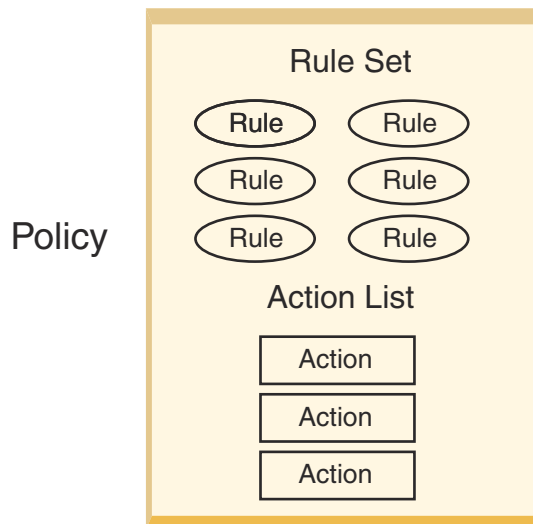 Rule Set
Rule Rule
Rule Rule
Policy
Rule Rule
Action List
Action
Action
Action